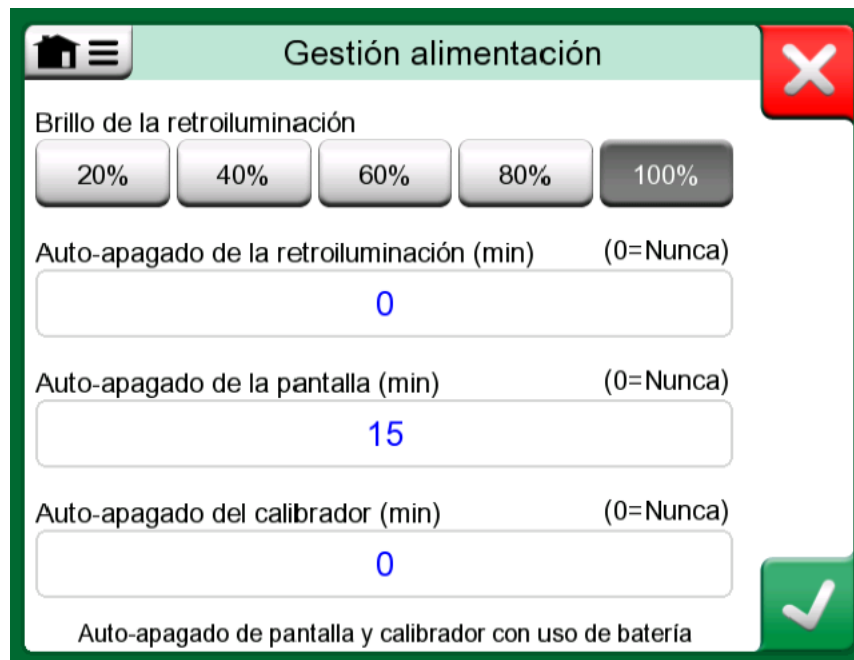 Gestión alimentación
Brillo de la retroiluminación
20% 40% 60% 80% 100%
Auto-apagado de la retroiluminación (min) (0=Nunca)
0
Auto-apagado de la pantalla (min) (0=Nunca)
15
Auto-apagado del calibrador (min) (0=Nunca)
0
Auto-apagado de pantalla y calibrador con uso de batería